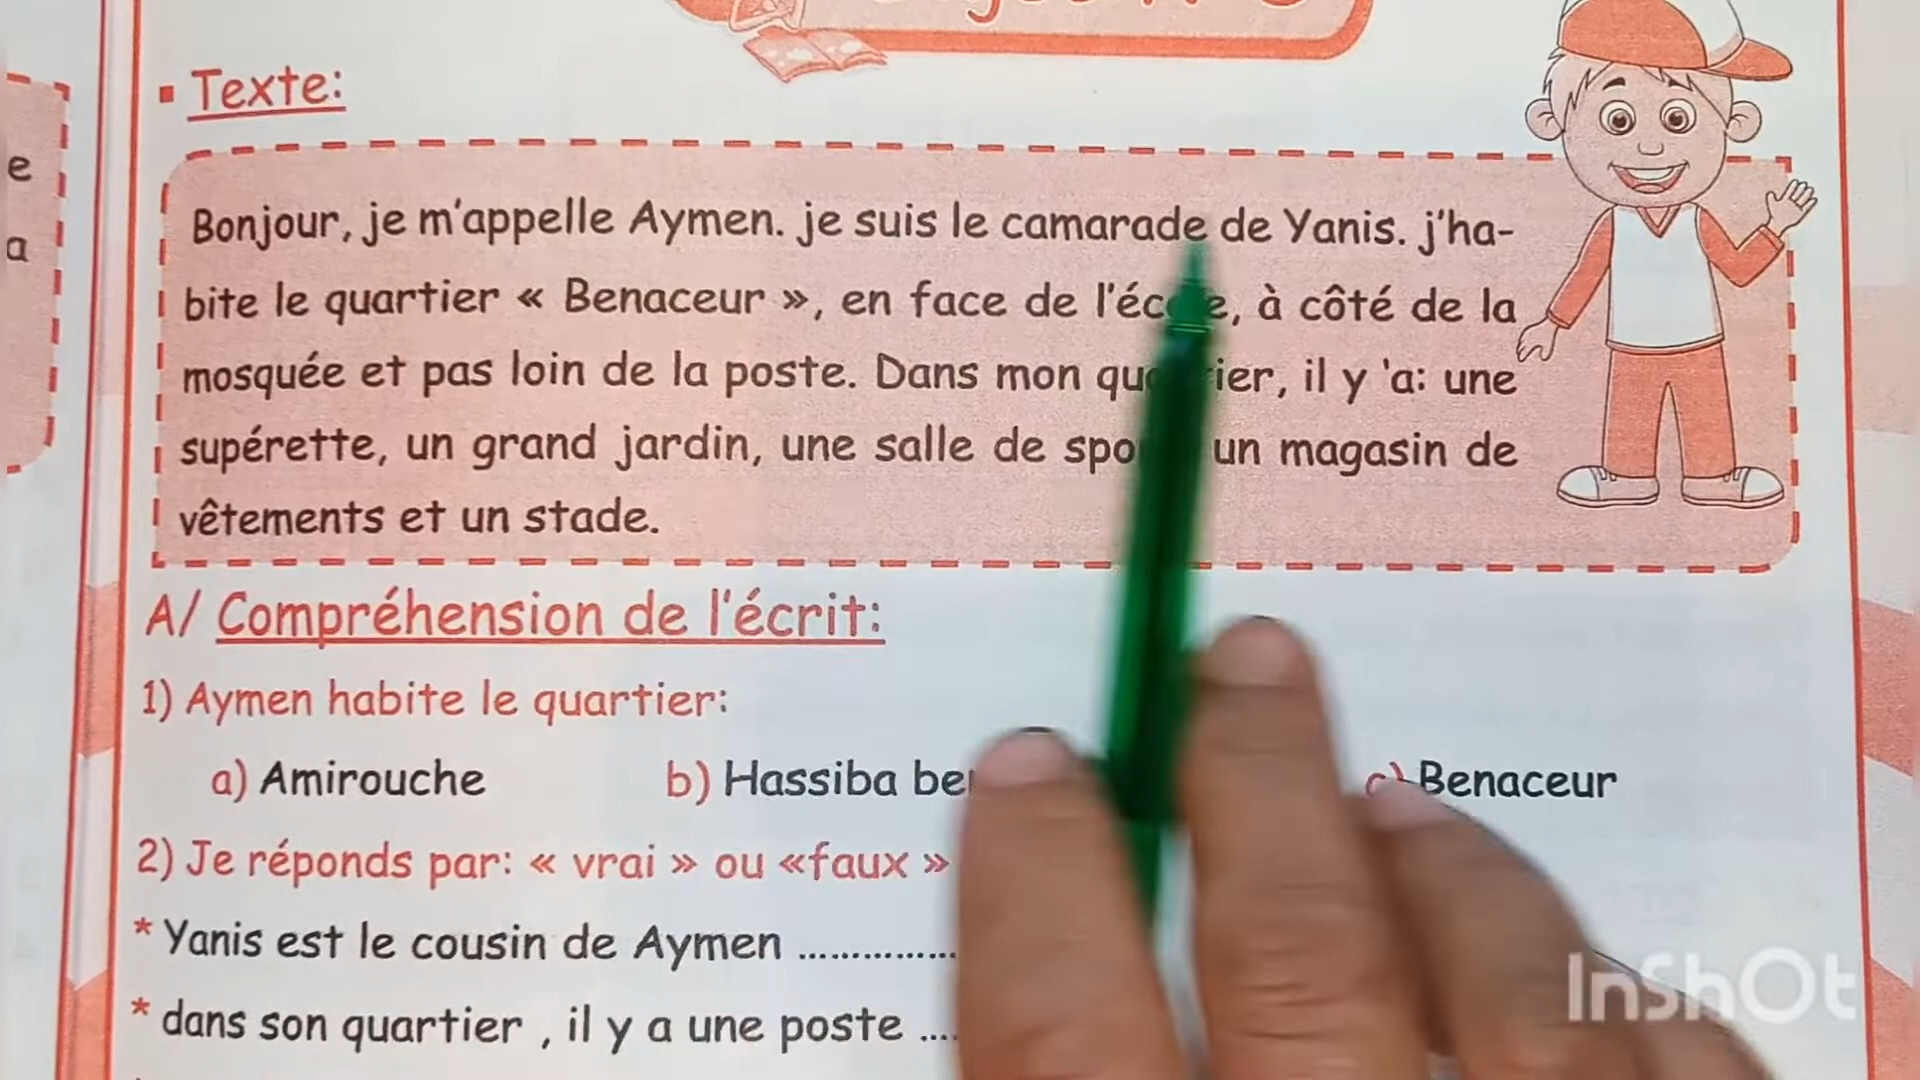 Texte:
Bonjour, je m'appelle Aymen. je suis le camarade de Yanis. j'ha-
bite le quartier « Benaceur », en face de l'école, à côté de la
mosquée et pas loin de la poste. Dans mon quartier, il y 'a: une
supérette, un grand jardin, une salle de sport, un magasin de
vêtements et un stade.
A/ Compréhension de l'écrit:
1) Aymen habite le quartier:
a) Amirouche b) Hassiba c) Benaceur
2) Je réponds par: « vrai » ou «faux »
* Yanis est le cousin de Aymen ..............
* dans son quartier , il y a une poste ....
e
a
InShOt